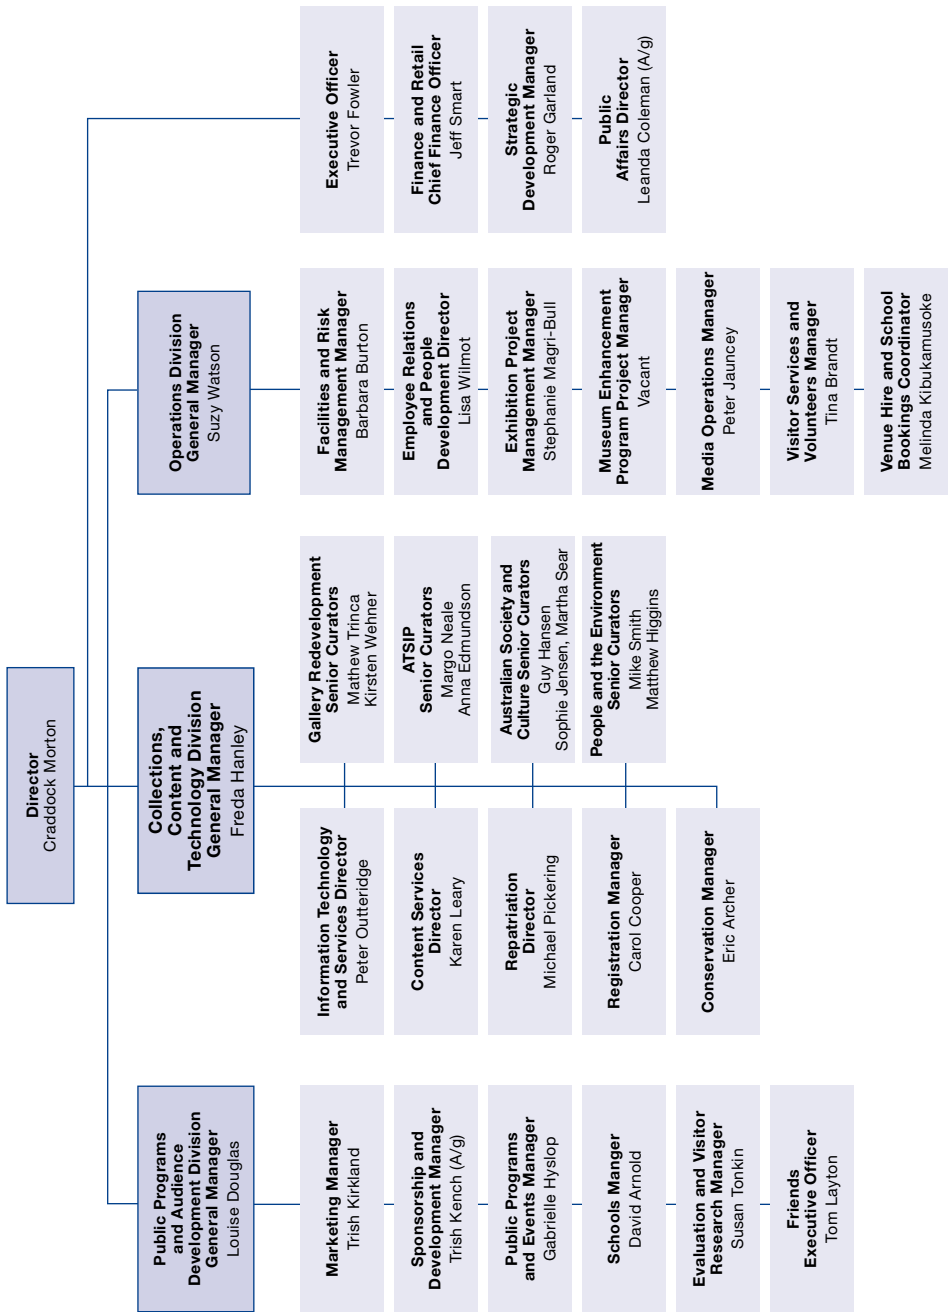 Director
Craddock Morton
Public Programs
and Audience
Development Division
General Manager
Louise Douglas
Marketing Manager
Trish Kirkland
Sponsorship and
Development Manager
Trish Kench (A/g)
Public Programs
and Events Manager
Gabrielle Hyslop
Schools Manger
David Arnold
Evaluation and Visitor
Research Manager
Susan Tonkin
Friends
Executive Officer
Tom Layton
Collections,
Content and
Technology Division
General Manager
Freda Hanley
Information Technology
and Services Director
Peter Outteridge
Content Services
Director
Karen Leary
Repatriation
Director
Michael Pickering
Registration Manager
Carol Cooper
Conservation Manager
Eric Archer
Gallery Redevelopment
Senior Curators
Mathew Trinca
Kirsten Wehner
ATSIP
Senior Curators
Margo Neale
Anna Edmundson
Australian Society and
Culture Senior Curators
Guy Hansen
Sophie Jensen, Martha Sear
People and the Environment
Senior Curators
Mike Smith
Matthew Higgins
Operations Division
General Manager
Suzy Watson
Facilities and Risk
Management Manager
Barbara Burton
Employee Relations
and People
Development Director
Lisa Wilmot
Exhibition Project
Management Manager
Stephanie Magri-Bull
Museum Enhancement
Program Project Manager
Vacant
Media Operations Manager
Peter Jauncey
Visitor Services and
Volunteers Manager
Tina Brandt
Venue Hire and School
Bookings Coordinator
Melinda Kibukamusoke
Executive Officer
Trevor Fowler
Finance and Retail
Chief Finance Officer
Jeff Smart
Strategic
Development Manager
Roger Garland
Public
Affairs Director
Leanda Coleman (A/g)